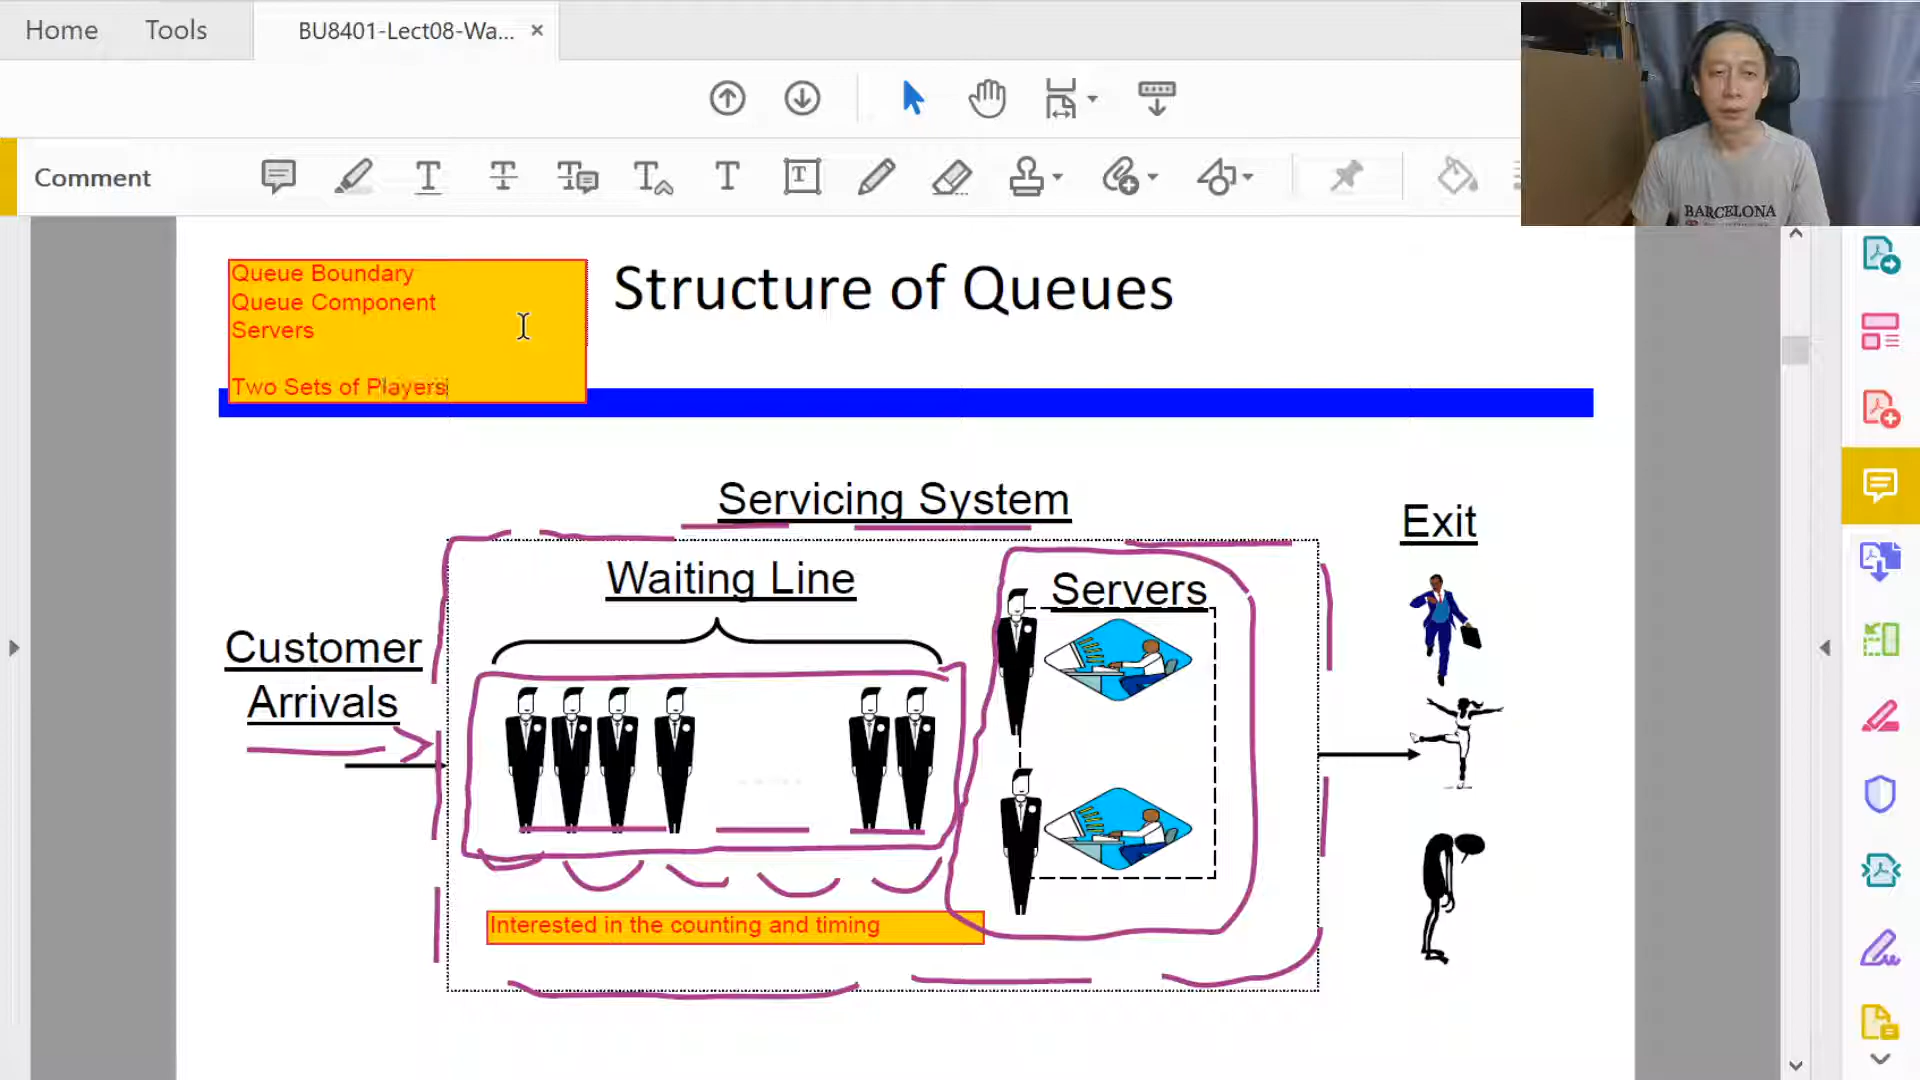 Home
Tools
BU8401-Lect08-Wa...
Comment
BARCELONA
Queue Boundary
Queue Component
Servers
Two Sets of Players
Structure of Queues
Servicing System
Exit
Waiting Line
Servers
Customer
Arrivals
Interested in the counting and timing